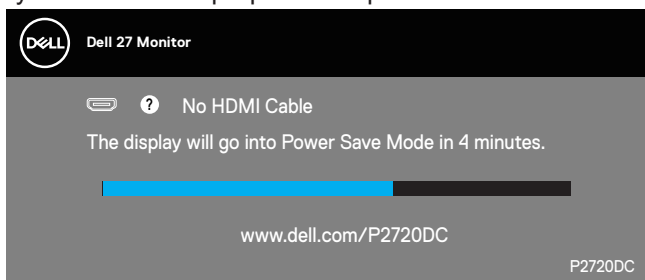 DELL
Dell 27 Monitor
? No HDMI Cable
The display will go into Power Save Mode in 4 minutes.
www.dell.com/P2720DC
P2720DC